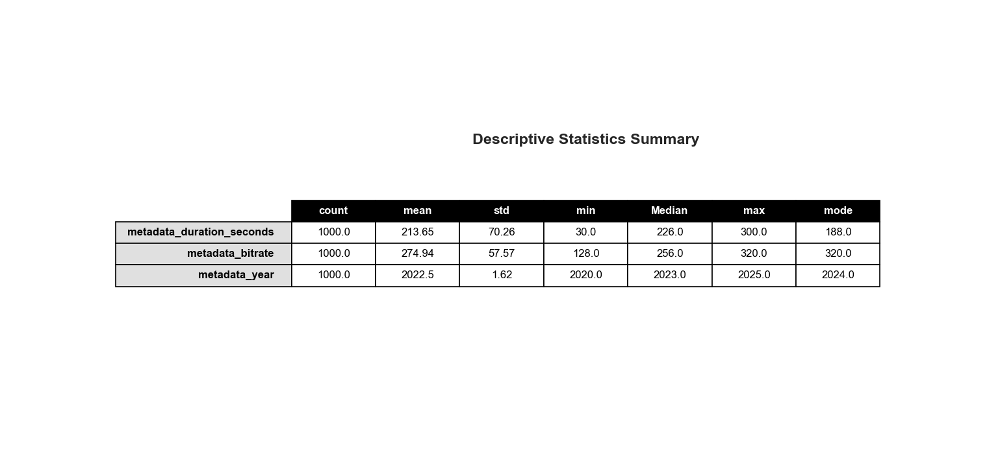 Descriptive Statistics Summary
count mean std min Median max mode
metadata_duration_seconds 1000.0 213.65 70.26 30.0 226.0 300.0 188.0
metadata_bitrate 1000.0 274.94 57.57 128.0 256.0 320.0 320.0
metadata_year 1000.0 2022.5 1.62 2020.0 2023.0 2025.0 2024.0